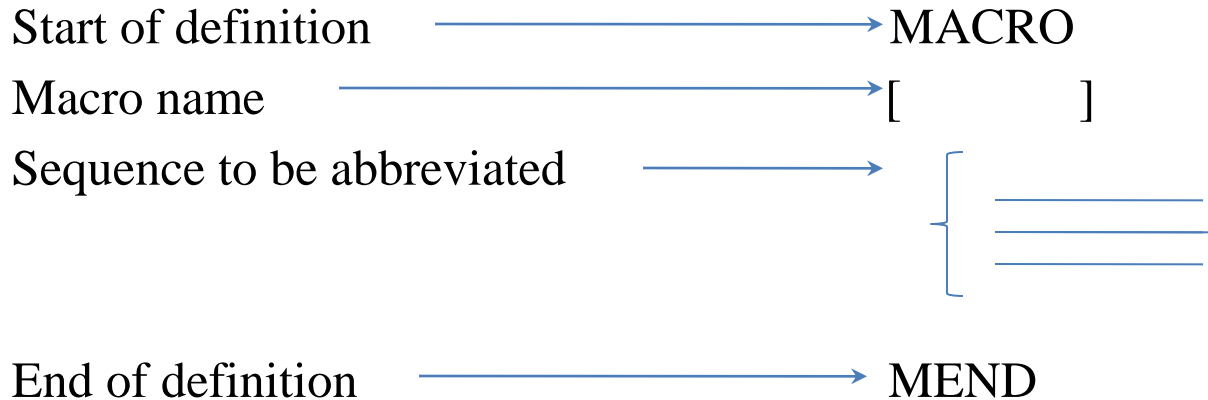 Start of definition MACRO
Macro name [ ]
Sequence to be abbreviated
End of definition MEND